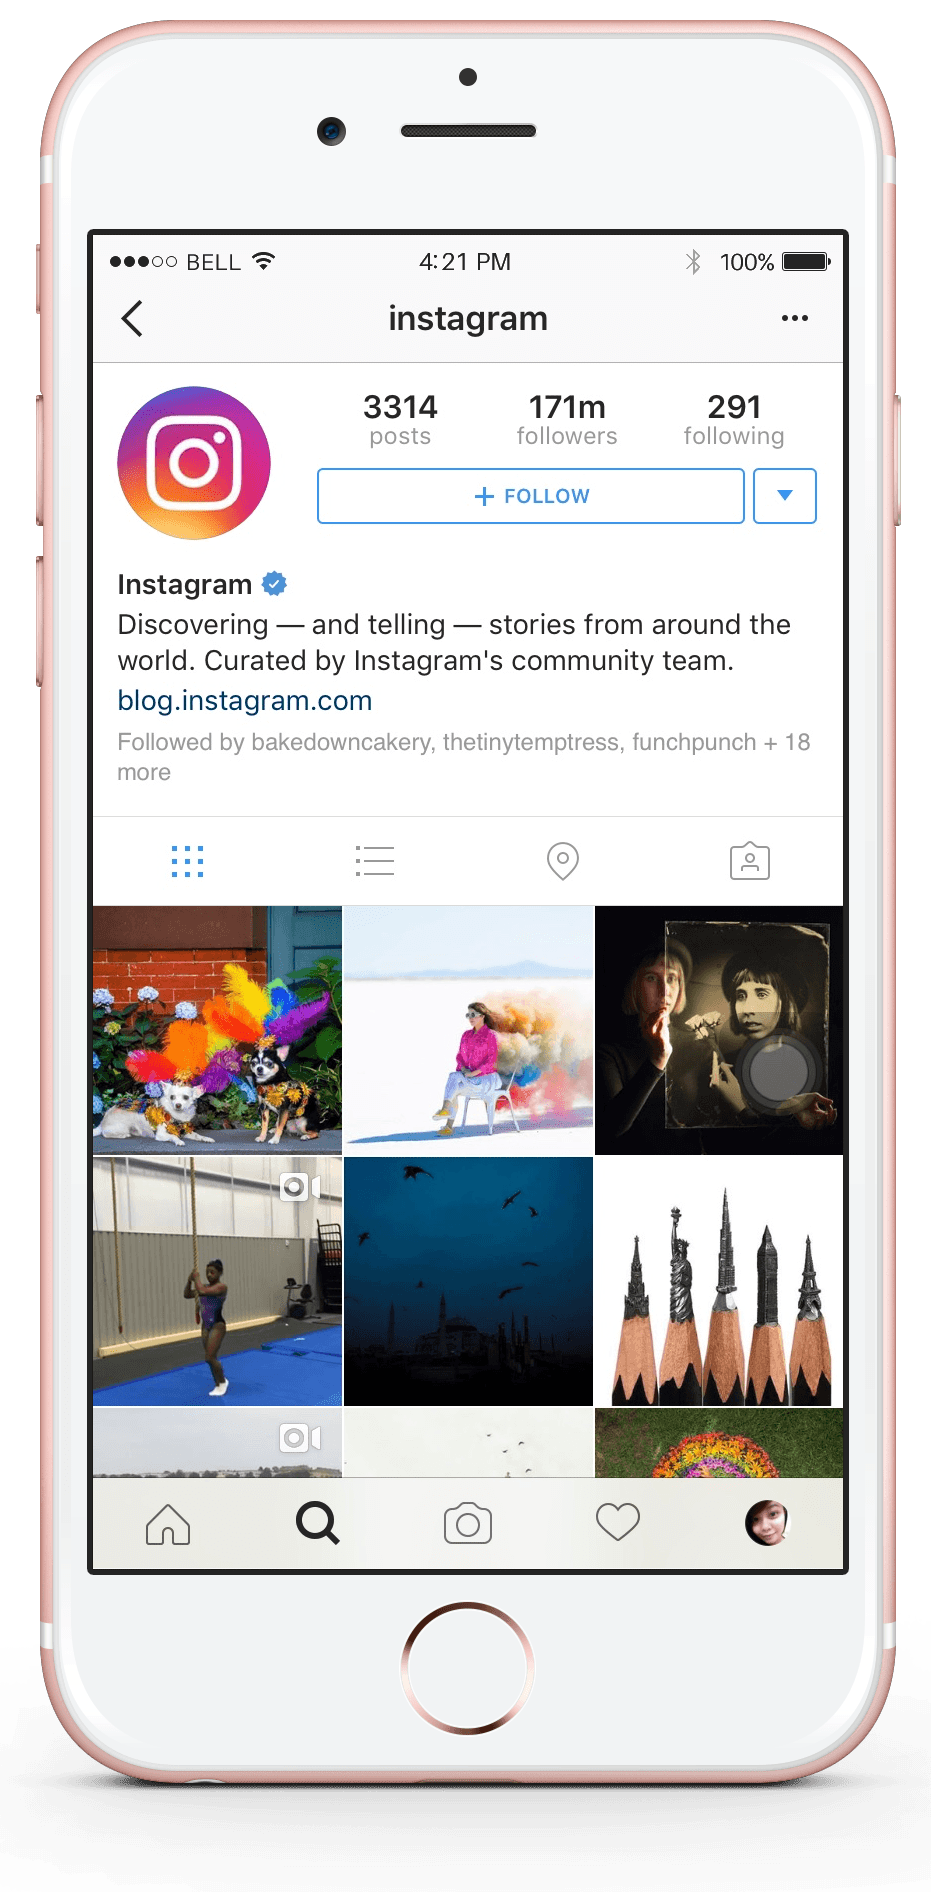 BELL 4:21 PM 100%
instagram
3314 171m 291
posts followers following
+ FOLLOW
Instagram
Discovering — and telling — stories from around the
world. Curated by Instagram's community team.
blog.instagram.com
Followed by bakedowncakery, thetinytemptress, funchpunch + 18
more